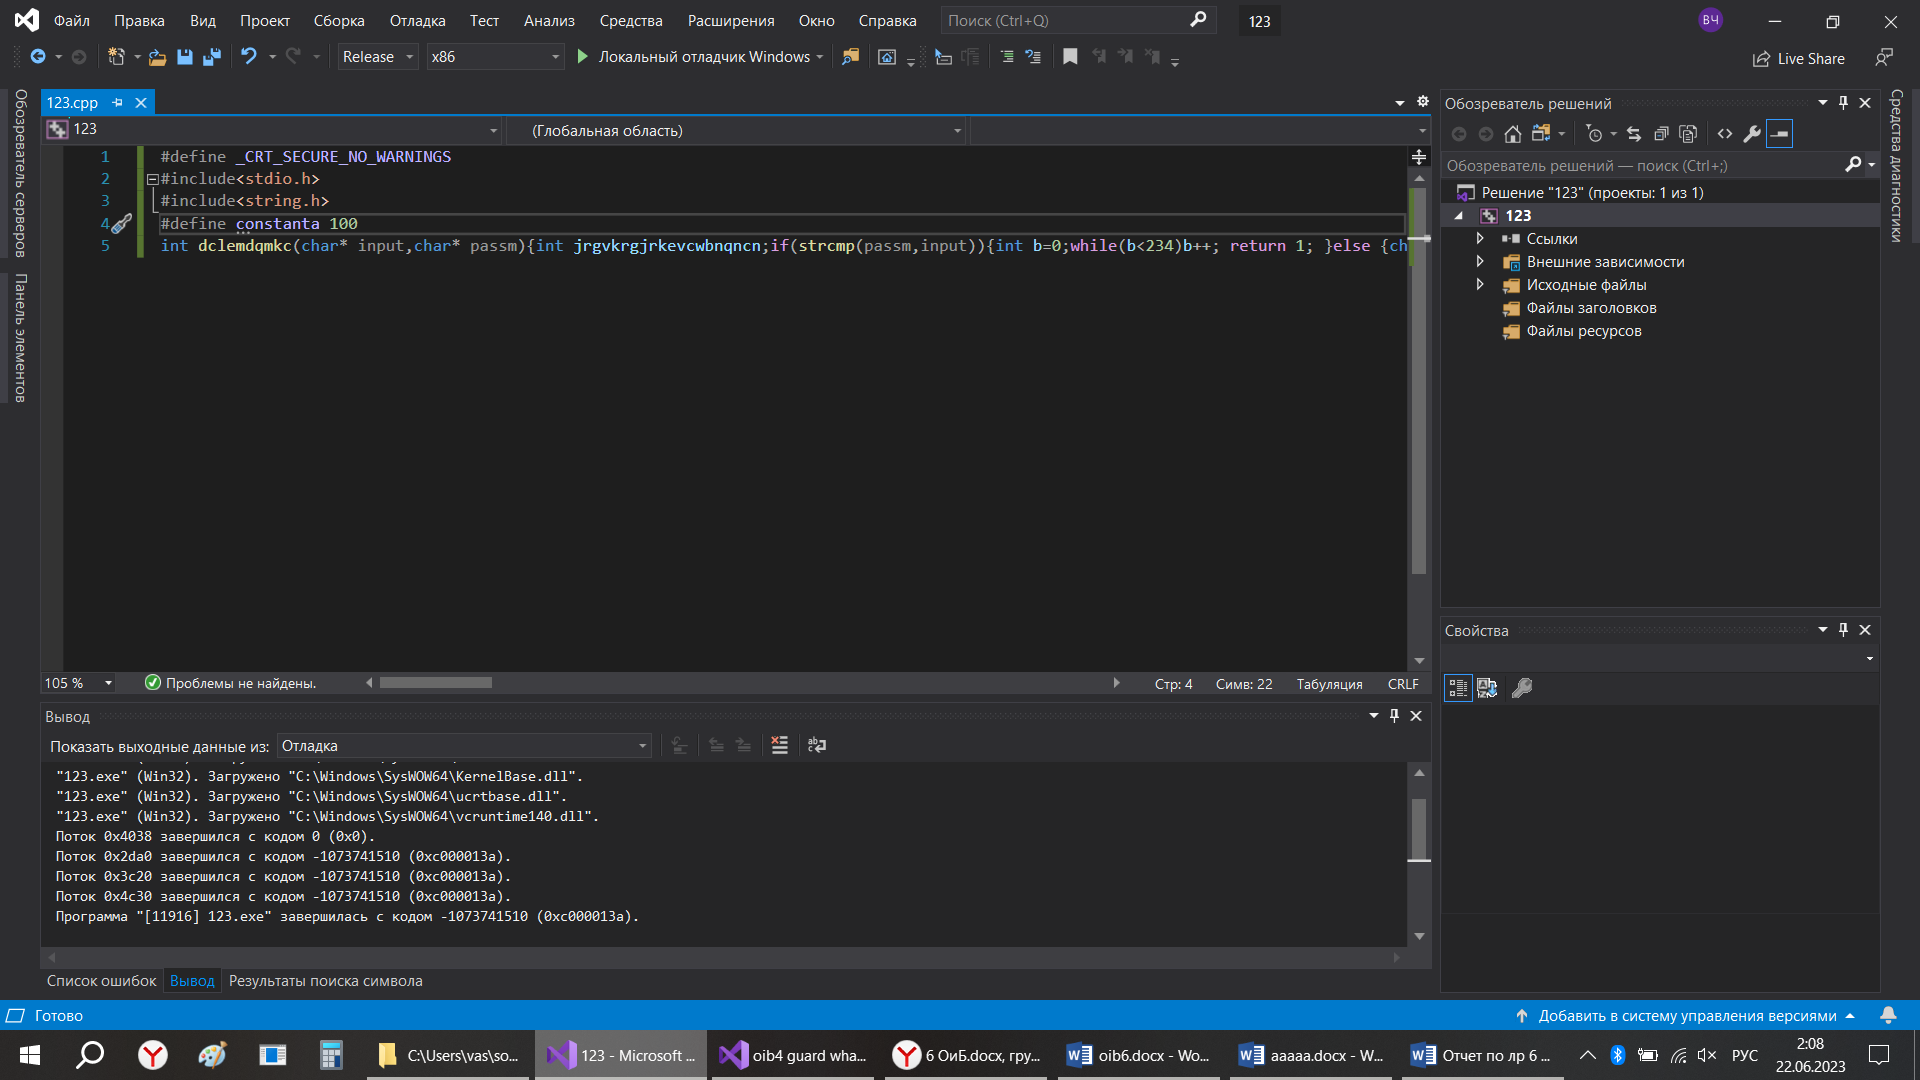 Файл Правка Вид Проект Сборка Отладка Тест Анализ Средства Расширения Окно Справка Поиск (Ctrl+Q) 123 ВЧ
Release x86 Локальный отладчик Windows Live Share
Обозреватель серверов
Панель элементов
123.cpp
123 (Глобальная область)
1 #define _CRT_SECURE_NO_WARNINGS
2 #include<stdio.h>
3 #include<string.h>
4 #define constanta 100
5 int dclemdqmkc(char* input,char* passm){int jrgvkrgjrkevcwbnqncn;if(strcmp(passm,input)){int b=0;while(b<234)b++; return 1; }else {ch
105 % Проблемы не найдены. Стр: 4 Симв: 22 Табуляция CRLF
Вывод
Показать выходные данные из: Отладка
"123.exe" (Win32). Загружено "C:\Windows\SysWOW64\KernelBase.dll".
"123.exe" (Win32). Загружено "C:\Windows\SysWOW64\ucrtbase.dll".
"123.exe" (Win32). Загружено "C:\Windows\SysWOW64\vcruntime140.dll".
Поток 0x4038 завершился с кодом 0 (0x0).
Поток 0x2da0 завершился с кодом -1073741510 (0xc000013a).
Поток 0x3c20 завершился с кодом -1073741510 (0xc000013a).
Поток 0x4c30 завершился с кодом -1073741510 (0xc000013a).
Программа "[11916] 123.exe" завершилась с кодом -1073741510 (0xc000013a).
Список ошибок Вывод Результаты поиска символа
Обозреватель решений
Обозреватель решений — поиск (Ctrl+;)
Решение "123" (проекты: 1 из 1)
123
Ссылки
Внешние зависимости
Исходные файлы
Файлы заголовков
Файлы ресурсов
Свойства
Средства диагностики
Готово Добавить в систему управления версиями
C:\Users\vas\so... 123 - Microsoft ... oib4 guard wha... 6 ОиБ.docx, гру... oib6.docx - Wo... aaaaa.docx - W... Отчет по лр 6 ... РУС 2:08
22.06.2023